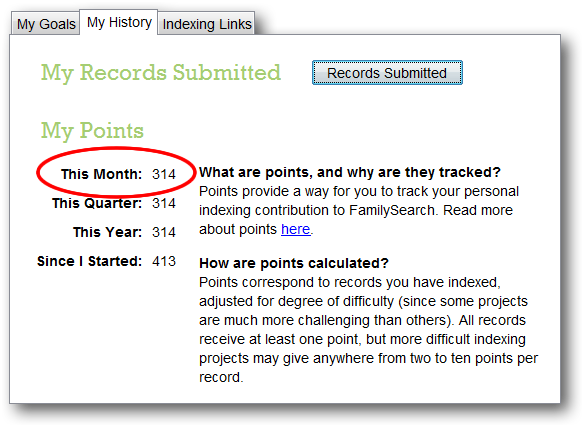 My Goals My History Indexing Links
My Records Submitted Records Submitted
My Points
This Month: 314
This Quarter: 314
This Year: 314
Since I Started: 413
What are points, and why are they tracked?
Points provide a way for you to track your personal
indexing contribution to FamilySearch. Read more
about points here.
How are points calculated?
Points correspond to records you have indexed,
adjusted for degree of difficulty (since some projects
are much more challenging than others). All records
receive at least one point, but more difficult indexing
projects may give anywhere from two to ten points per
record.